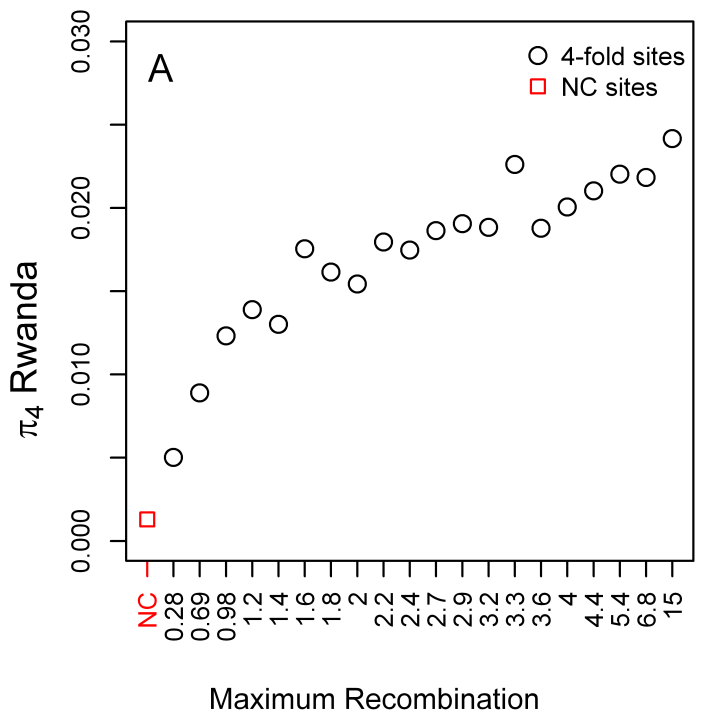 A
4-fold sites
NC sites
π4 Rwanda
0.030
0.020
0.010
0.000
NC 0.28 0.69 0.98 1.2 1.4 1.6 1.8 2 2.2 2.4 2.7 2.9 3.2 3.3 3.6 4 4.4 5.4 6.8 15
Maximum Recombination